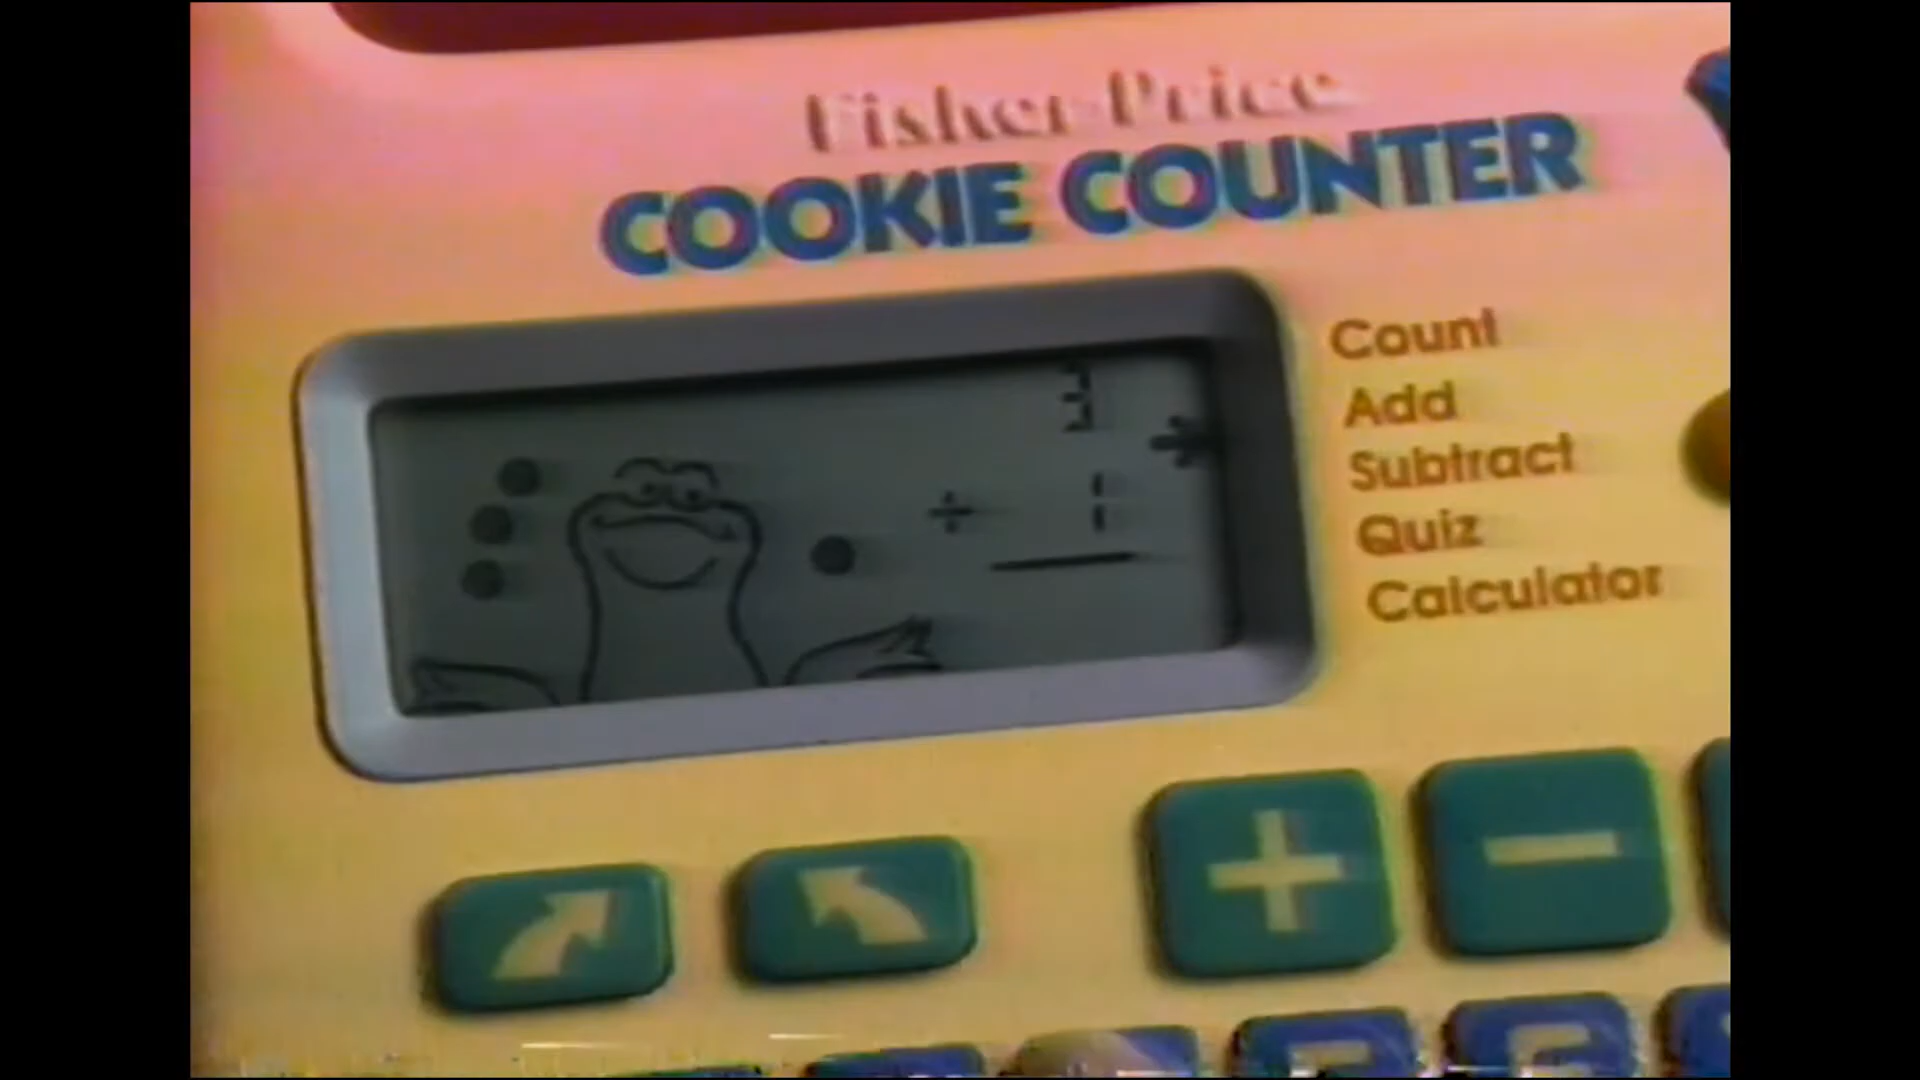 Fisher-Price
COOKIE COUNTER
Count
Add
Subtract
Quiz
Calculator
3
÷ 1
+
−